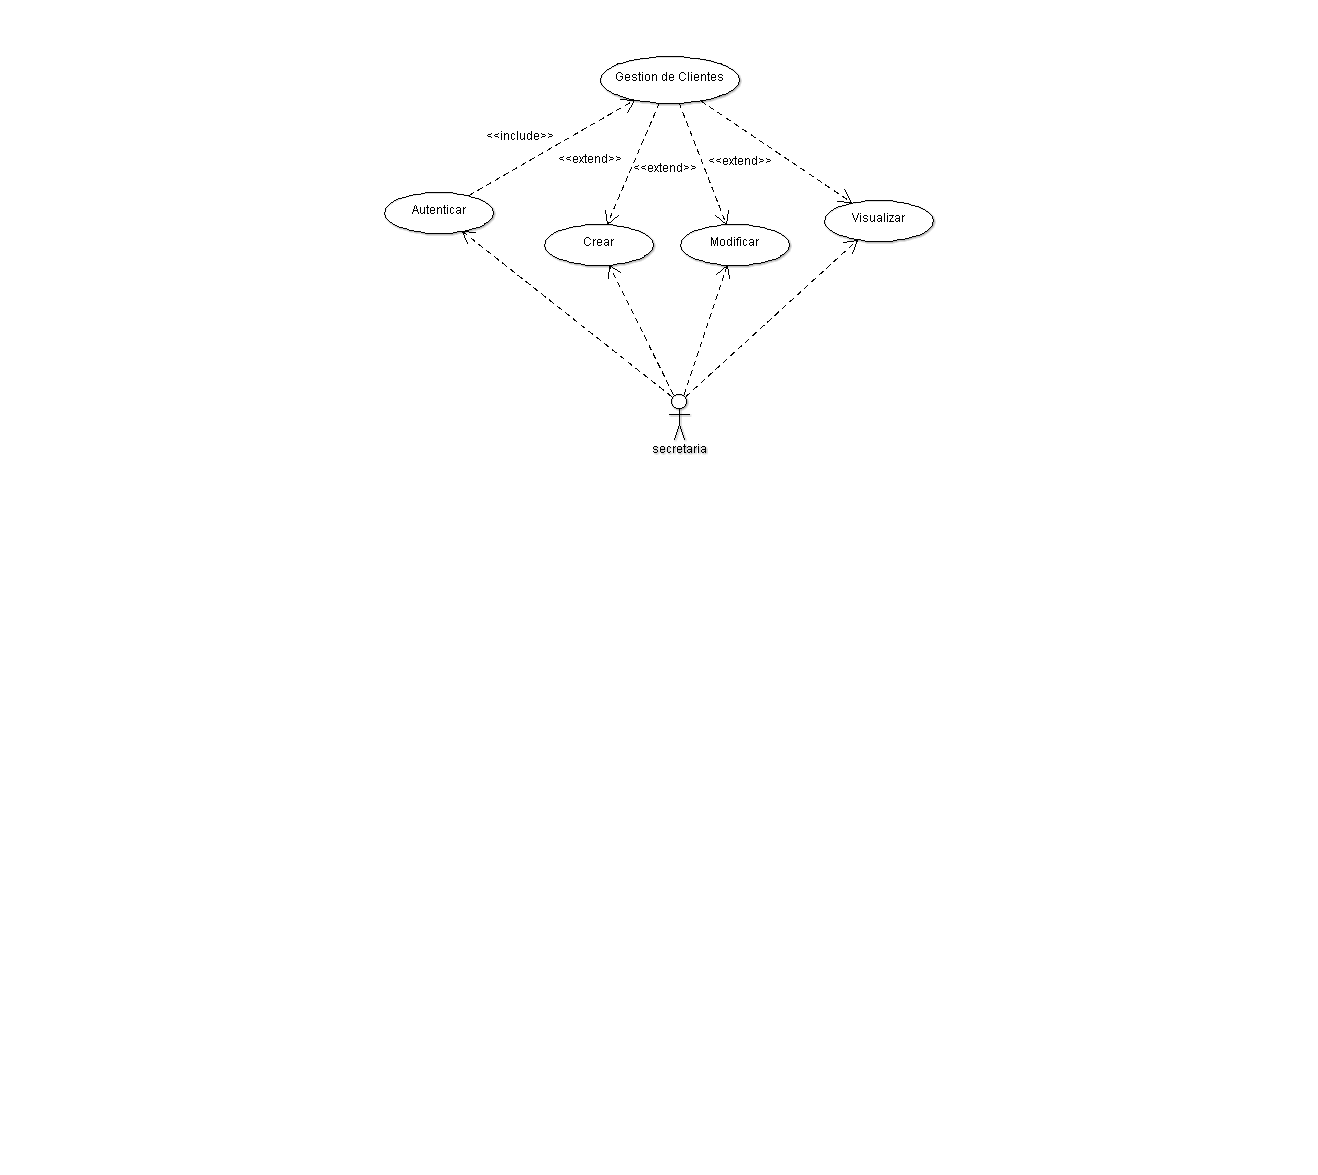 Gestion de Clientes
<<include>>
<<extend>>
<<extend>>
<<extend>>
Autenticar
Crear
Modificar
Visualizar
secretaria